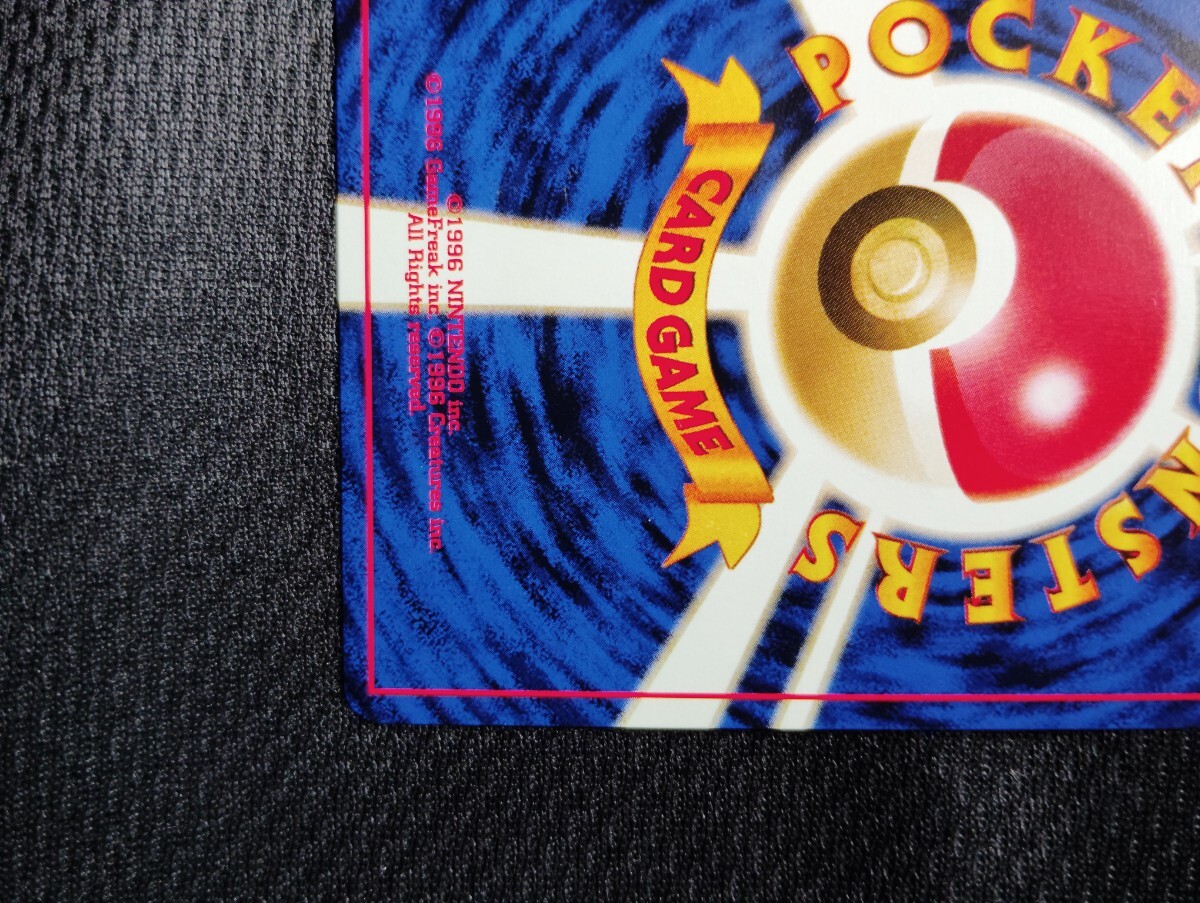 POCKE
CARD GAME
NSTERS
©1996 NINTENDO inc.
©1996 GameFreak inc. ©1996 Creatures inc.
All Rights reserved.